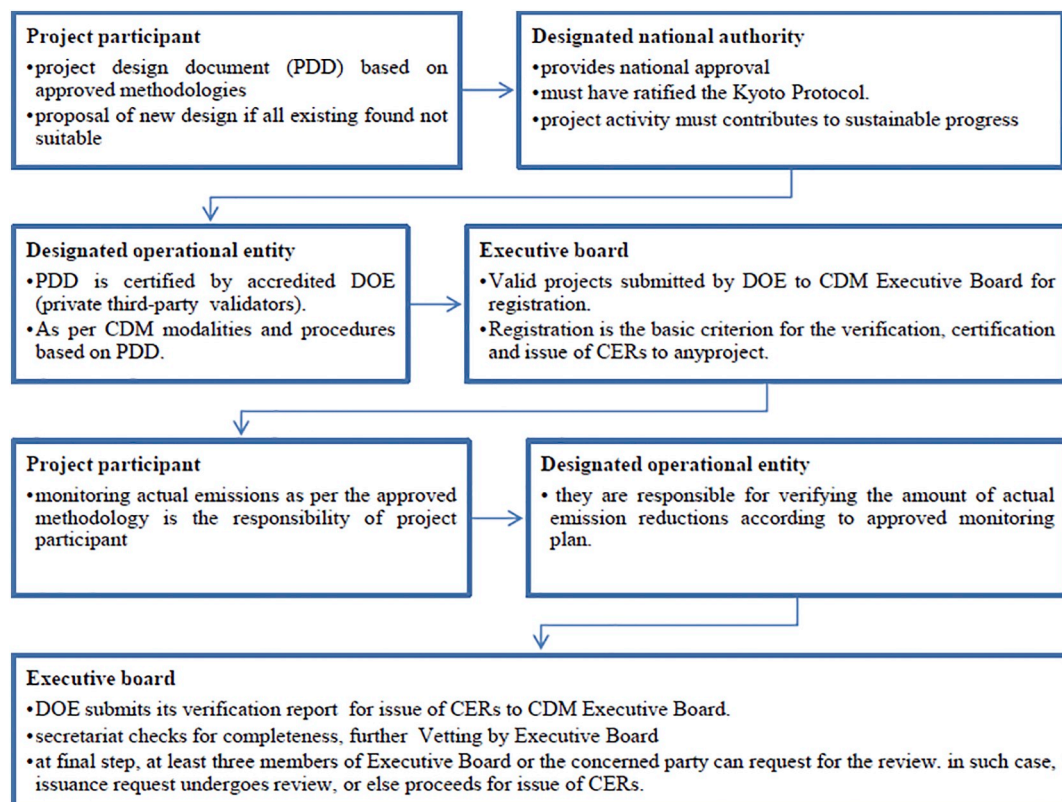 Project participant
•project design document (PDD) based on
approved methodologies
•proposal of new design if all existing found not
suitable
Designated national authority
•provides national approval
•must have ratified the Kyoto Protocol.
•project activity must contributes to sustainable progress
Designated operational entity
•PDD is certified by accredited DOE
(private third-party validators).
•As per CDM modalities and procedures
based on PDD.
Executive board
•Valid projects submitted by DOE to CDM Executive Board for
registration.
•Registration is the basic criterion for the verification, certification
and issue of CERs to anyproject.
Project participant
•monitoring actual emissions as per the approved
methodology is the responsibility of project
participant
Designated operational entity
• they are responsible for verifying the amount of actual
emission reductions according to approved monitoring
plan.
Executive board
•DOE submits its verification report for issue of CERs to CDM Executive Board.
•secretariat checks for completeness, further Vetting by Executive Board
•at final step, at least three members of Executive Board or the concerned party can request for the review. in such case,
issuance request undergoes review, or else proceeds for issue of CERs.